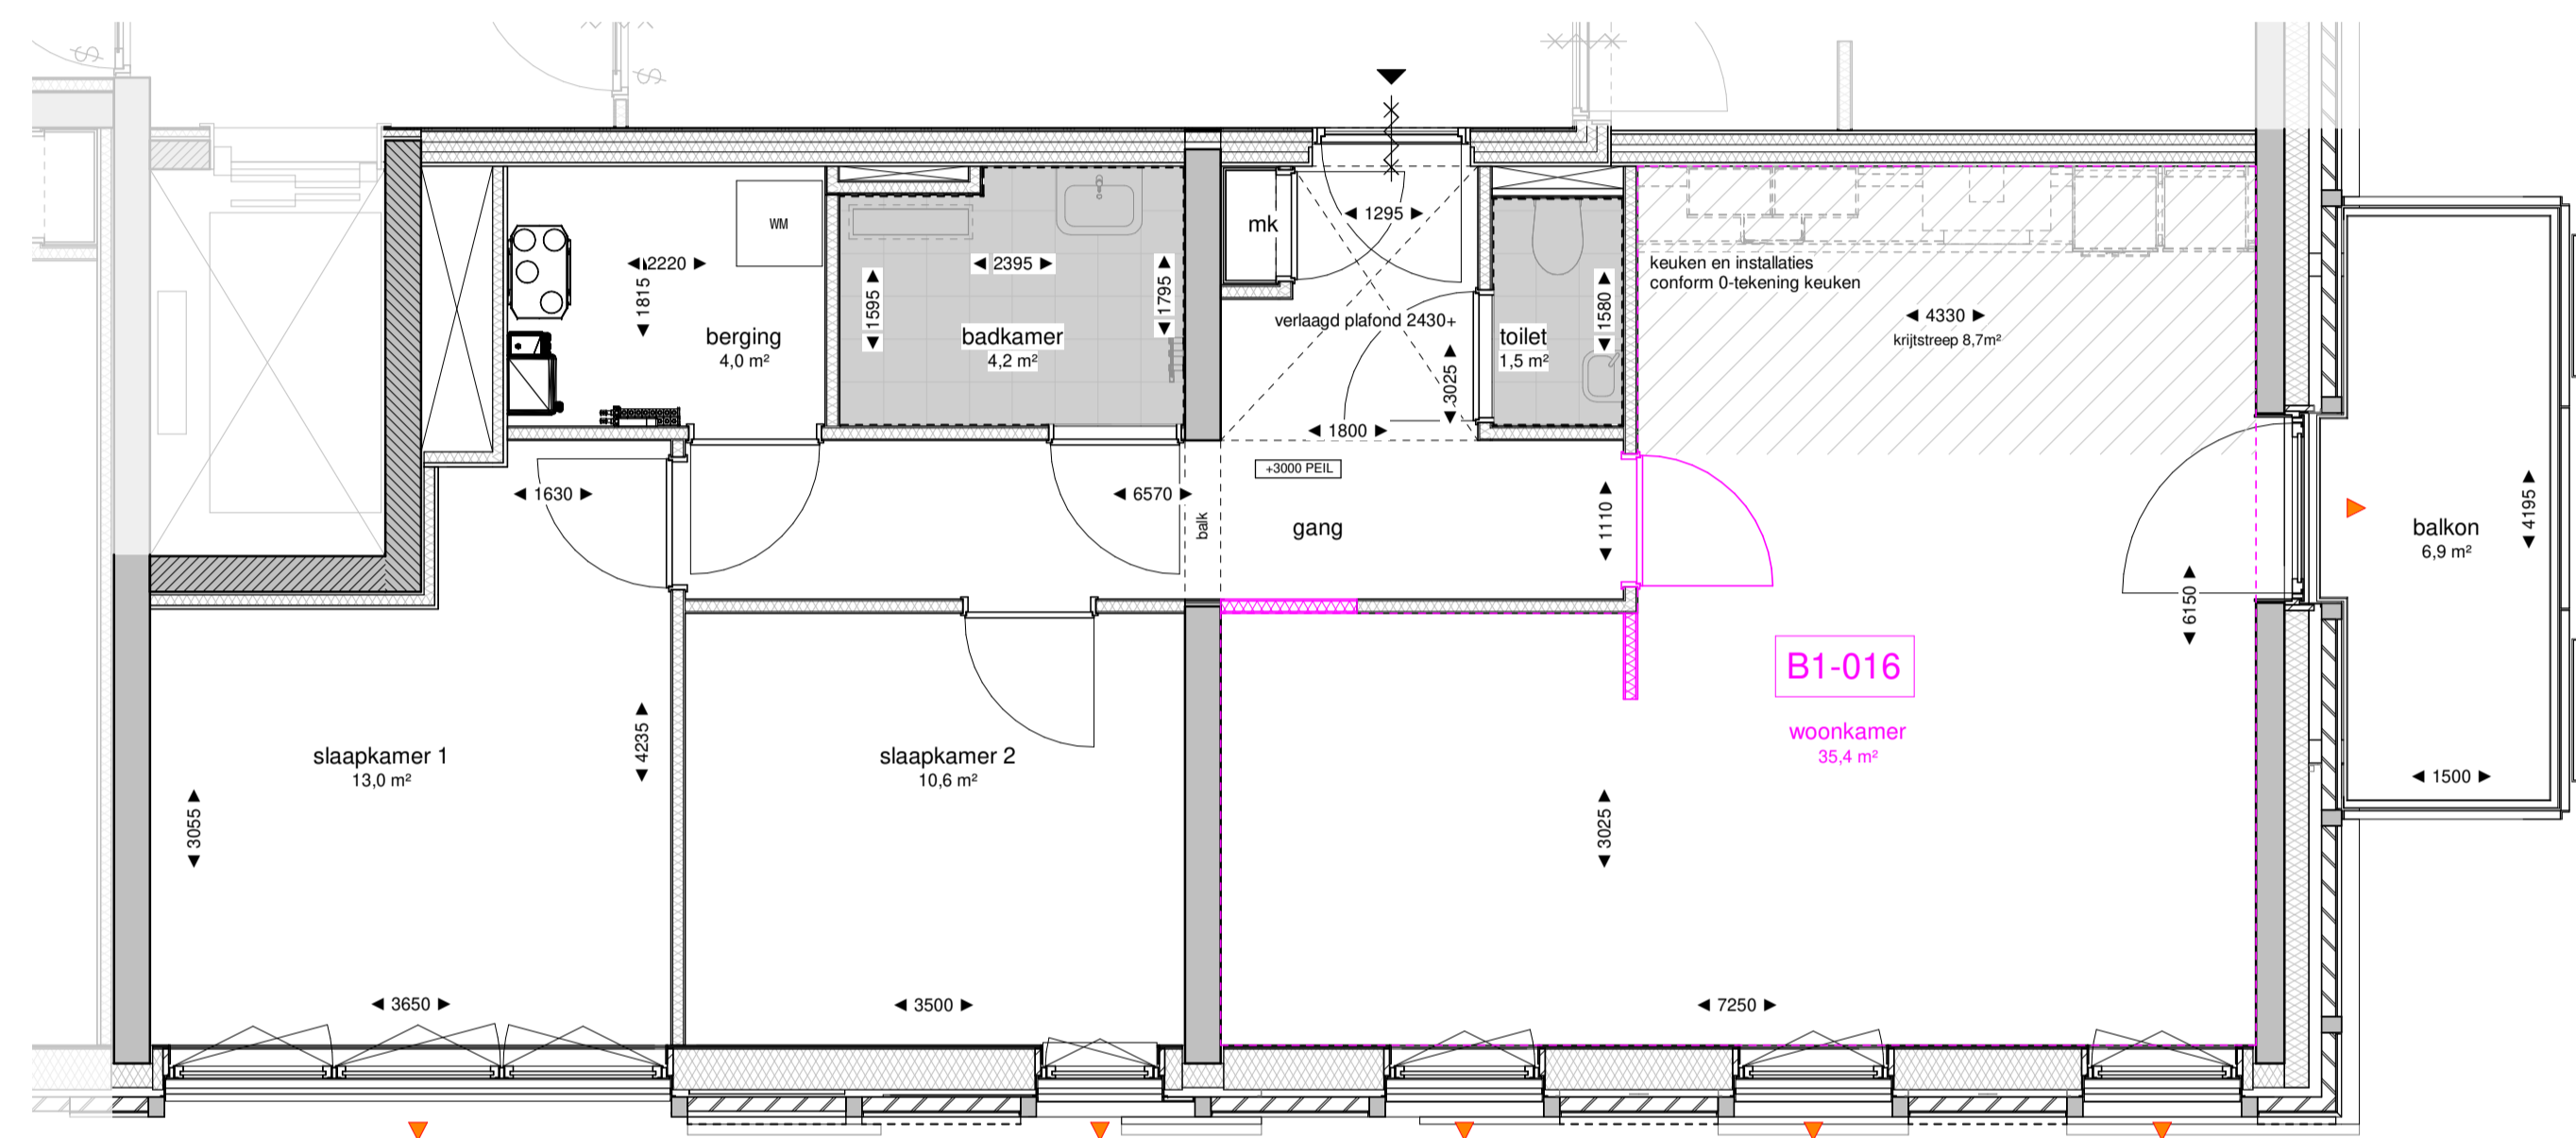 WM
1295
mk
2220
2395
1815
1595
1795
berging
4,0 m²
badkamer
4,2 m²
verlaagd plafond 2430+
toilet
1,5 m²
1580
3025
1800
keuken en installaties
conform 0-tekening keuken
4330
krijtstreep 8,7m²
+3000 PEIL
1630
6570
balk
gang
1110
balkon
6,9 m²
4195
6150
B1-016
woonkamer
35,4 m²
slaapkamer 1
13,0 m²
4235
3055
slaapkamer 2
10,6 m²
3025
1500
3650
3500
7250